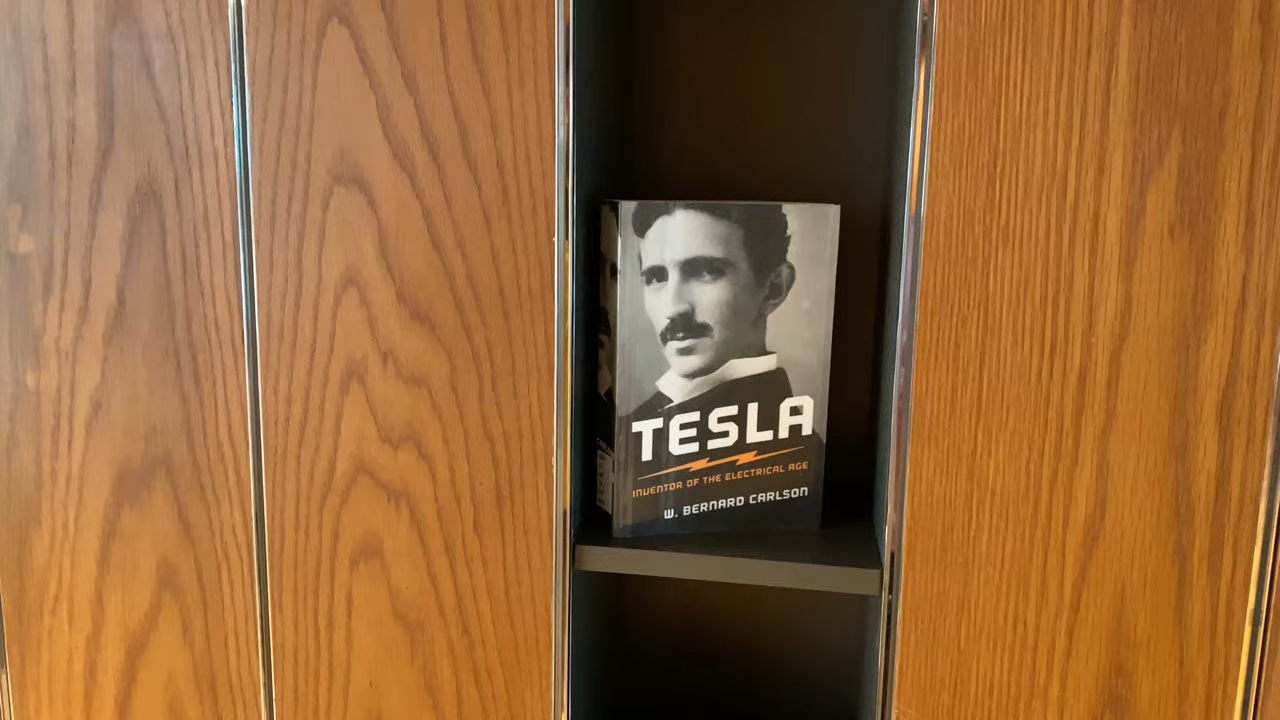 TESLA
INVENTOR OF THE ELECTRICAL AGE
W. BERNARD CARLSON